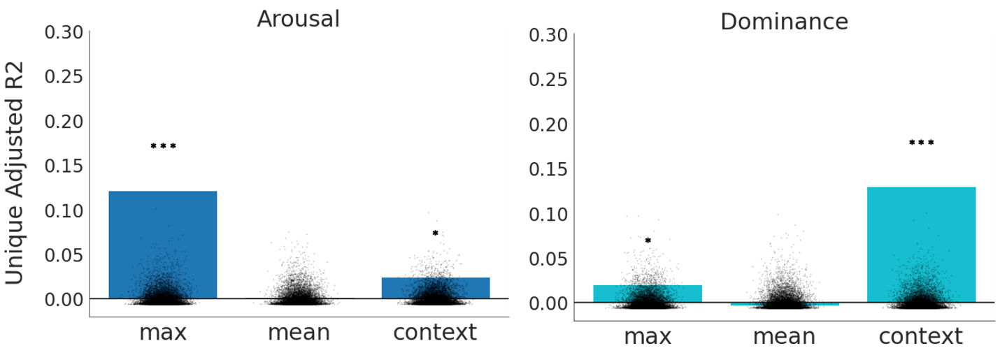 Arousal
Unique Adjusted R2
0.30
0.25
0.20
0.15
0.10
0.05
0.00
***
*
max
mean
context
Dominance
0.30
0.25
0.20
0.15
0.10
0.05
0.00
*
***
max
mean
context